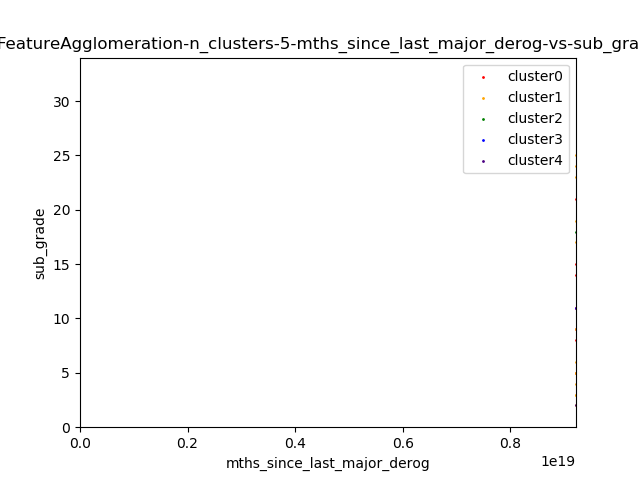 FeatureAgglomeration-n_clusters-5-mths_since_last_major_derog-vs-sub_gra
cluster0
cluster1
cluster2
cluster3
cluster4
30
25
20
15
10
5
0
sub_grade
0.0 0.2 0.4 0.6 0.8
1e19
mths_since_last_major_derog